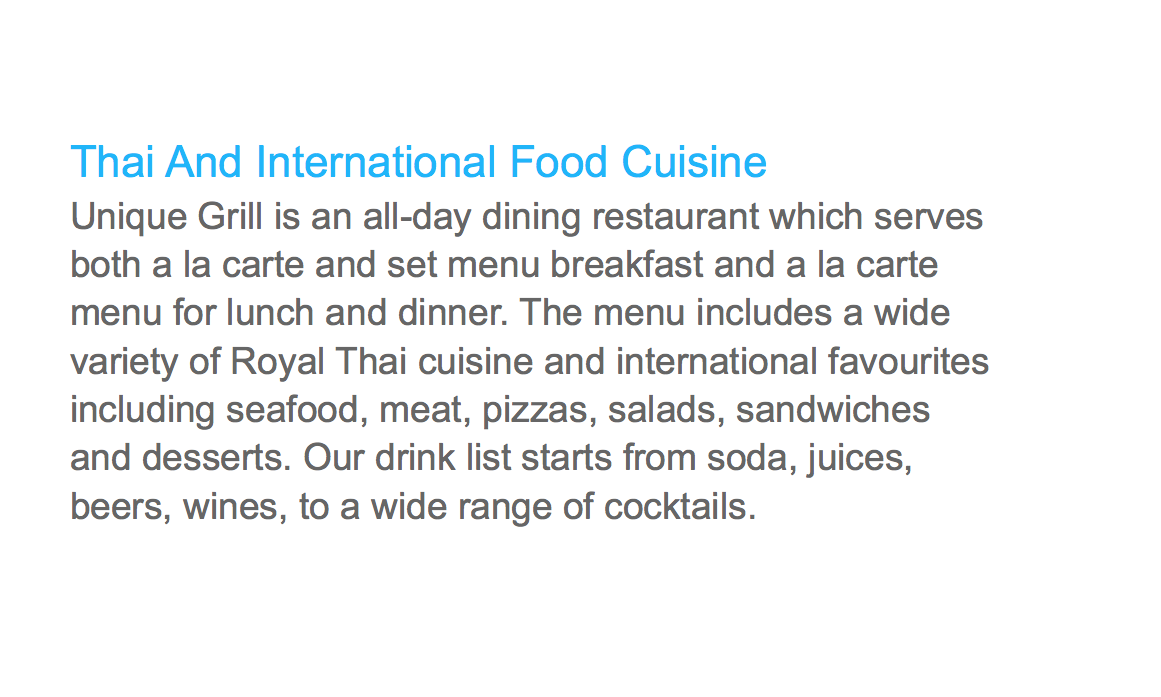 Thai And International Food Cuisine
Unique Grill is an all-day dining restaurant which serves
both a la carte and set menu breakfast and a la carte
menu for lunch and dinner. The menu includes a wide
variety of Royal Thai cuisine and international favourites
including seafood, meat, pizzas, salads, sandwiches
and desserts. Our drink list starts from soda, juices,
beers, wines, to a wide range of cocktails.